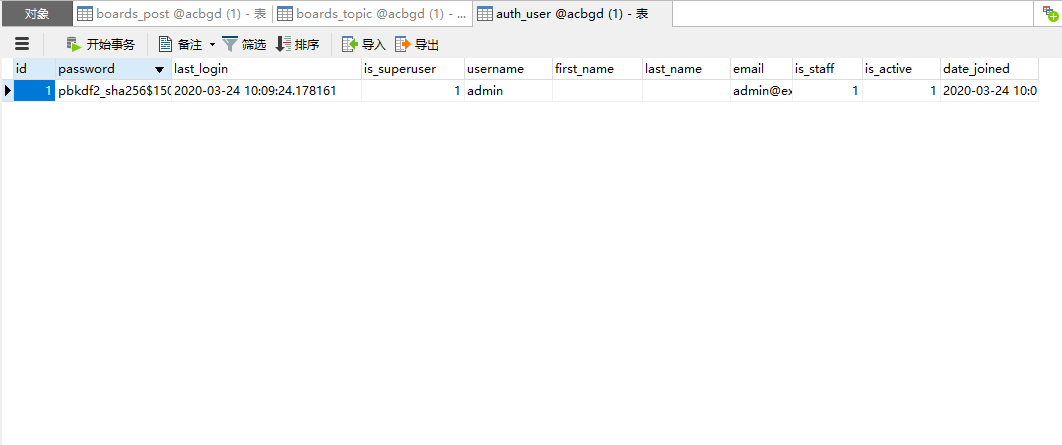 对象 boards_post @acbgd (1) - 表 boards_topic @acbgd (1) - ... auth_user @acbgd (1) - 表
开始事务 备注 筛选 排序 导入 导出
id password last_login is_superuser username first_name last_name email is_staff is_active date_joined
1 pbkdf2_sha256$150 2020-03-24 10:09:24.178161 1 admin admin@ex 1 1 2020-03-24 10:0